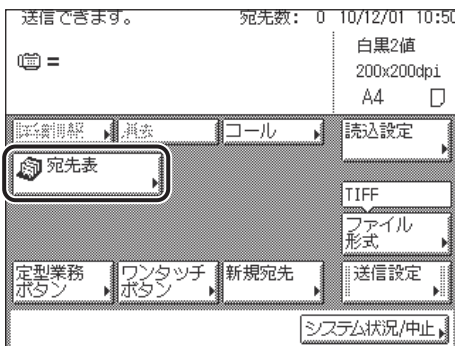 送信できます。 宛先数: 0 10/12/01 10:50
=
白黒2値
200x200dpi
A4
コール 読込設定
宛先表
TIFF
ファイル
形式
定型業務
ボタン
ワンタッチ
ボタン
新規宛先
送信設定
システム状況/中止